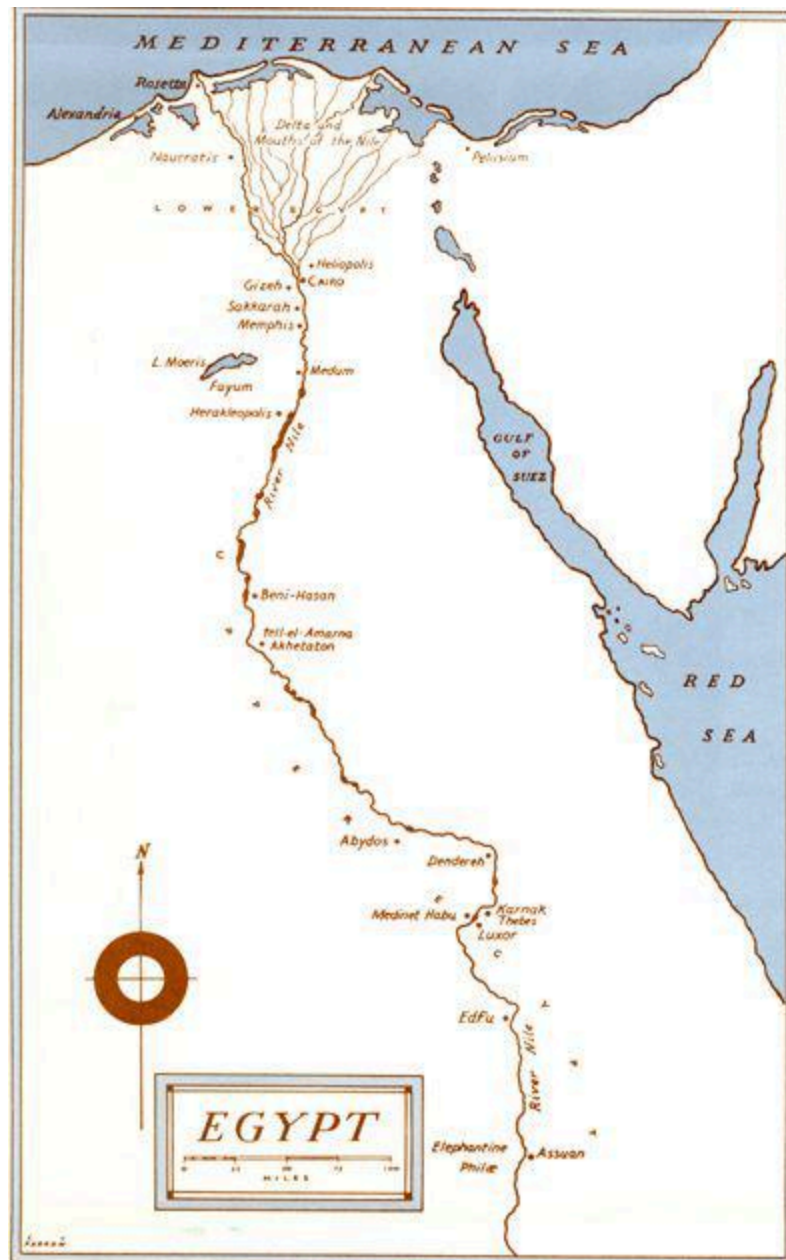 MEDITERRANEAN SEA
Rosetta
Alexandria
Delta and
Mouths of the Nile
Naucratis
Pelusium
LOWER EGYPT
Heliopolis
CAIRO
Gizeh
Sakkarah
Memphis
L. Moeris
Medum
Fayum
Herakleopolis
River Nile
GULF
OF
SUEZ
Beni-Hasan
Tell-el-Amarna
Akhetaton
RED
SEA
Abydos
Dendereh
Medinet Habu
Karnak
Thebes
Luxor
Edfu
River Nile
Elephantine
Philæ
Assuan
N
EGYPT
MILES